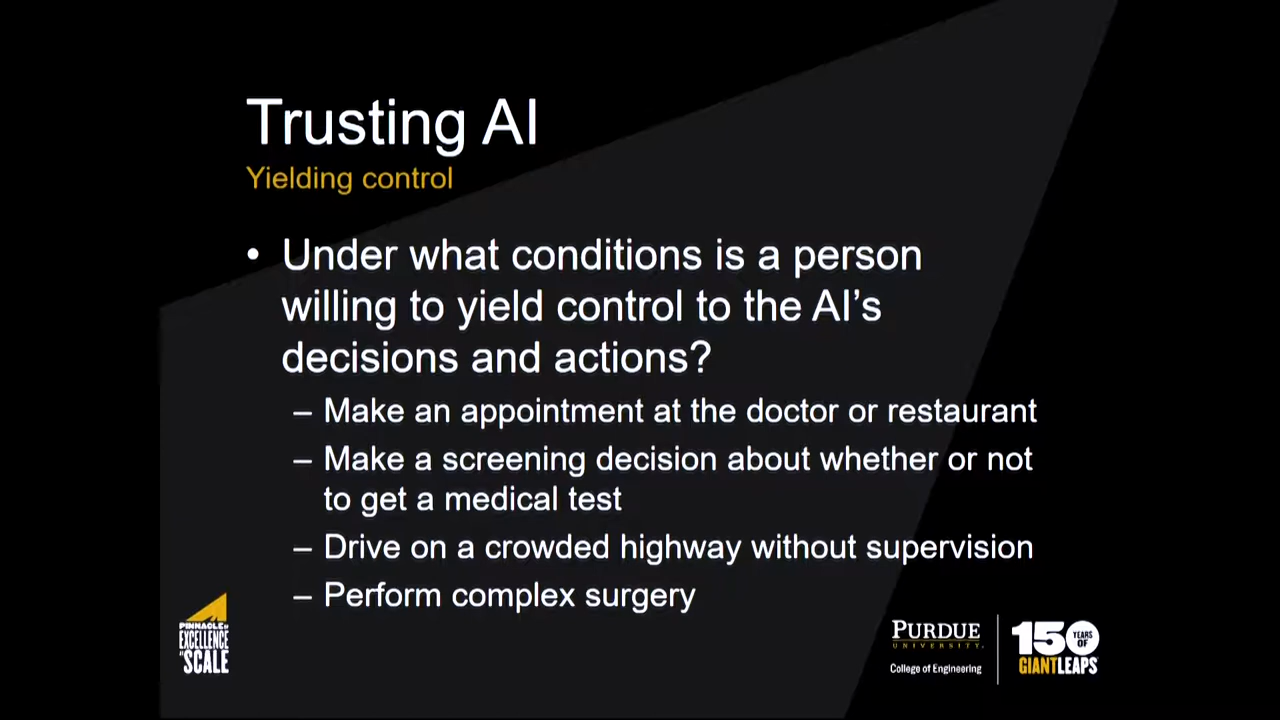 Trusting AI
Yielding control
• Under what conditions is a person
willing to yield control to the AI's
decisions and actions?
– Make an appointment at the doctor or restaurant
– Make a screening decision about whether or not
to get a medical test
– Drive on a crowded highway without supervision
– Perform complex surgery
PINNACLE of
EXCELLENCE
at SCALE
PURDUE
UNIVERSITY.
College of Engineering
150 YEARS OF
GIANT LEAPS